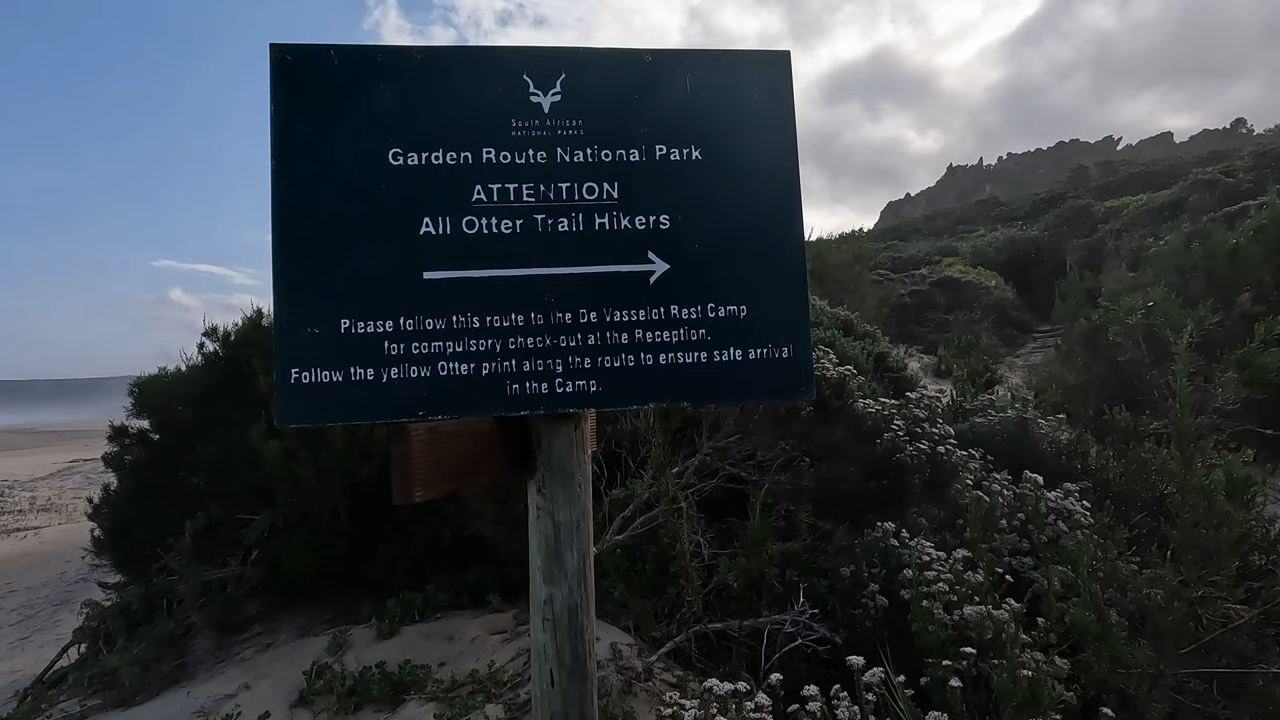 South African
NATIONAL PARKS
Garden Route National Park
ATTENTION
All Otter Trail Hikers
Please follow this route to the De Vasselot Rest Camp
for compulsory check-out at the Reception.
Follow the yellow Otter print along the route to ensure safe arrival
in the Camp.